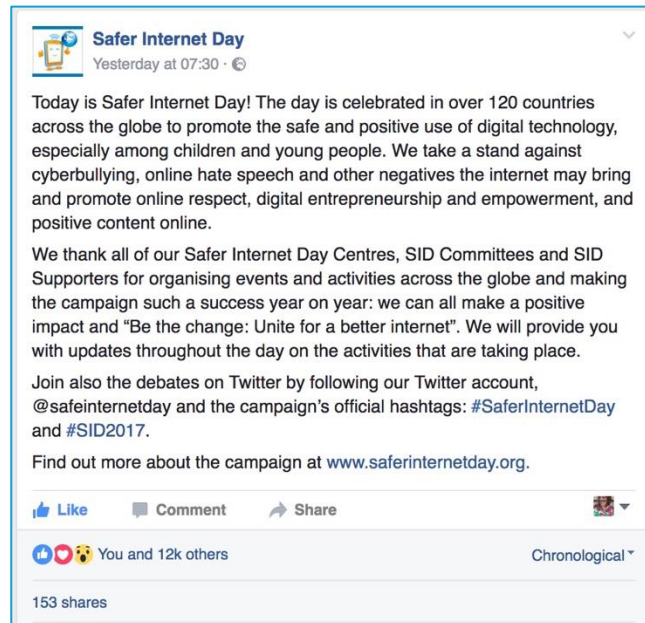 Safer Internet Day
Yesterday at 07:30 ·
Today is Safer Internet Day! The day is celebrated in over 120 countries
across the globe to promote the safe and positive use of digital technology,
especially among children and young people. We take a stand against
cyberbullying, online hate speech and other negatives the internet may bring
and promote online respect, digital entrepreneurship and empowerment, and
positive content online.
We thank all of our Safer Internet Day Centres, SID Committees and SID
Supporters for organising events and activities across the globe and making
the campaign such a success year on year: we can all make a positive
impact and “Be the change: Unite for a better internet”. We will provide you
with updates throughout the day on the activities that are taking place.
Join also the debates on Twitter by following our Twitter account,
@safeinternetday and the campaign’s official hashtags: #SaferInternetDay
and #SID2017.
Find out more about the campaign at www.saferinternetday.org.
Like Comment Share
You and 12k others Chronological
153 shares